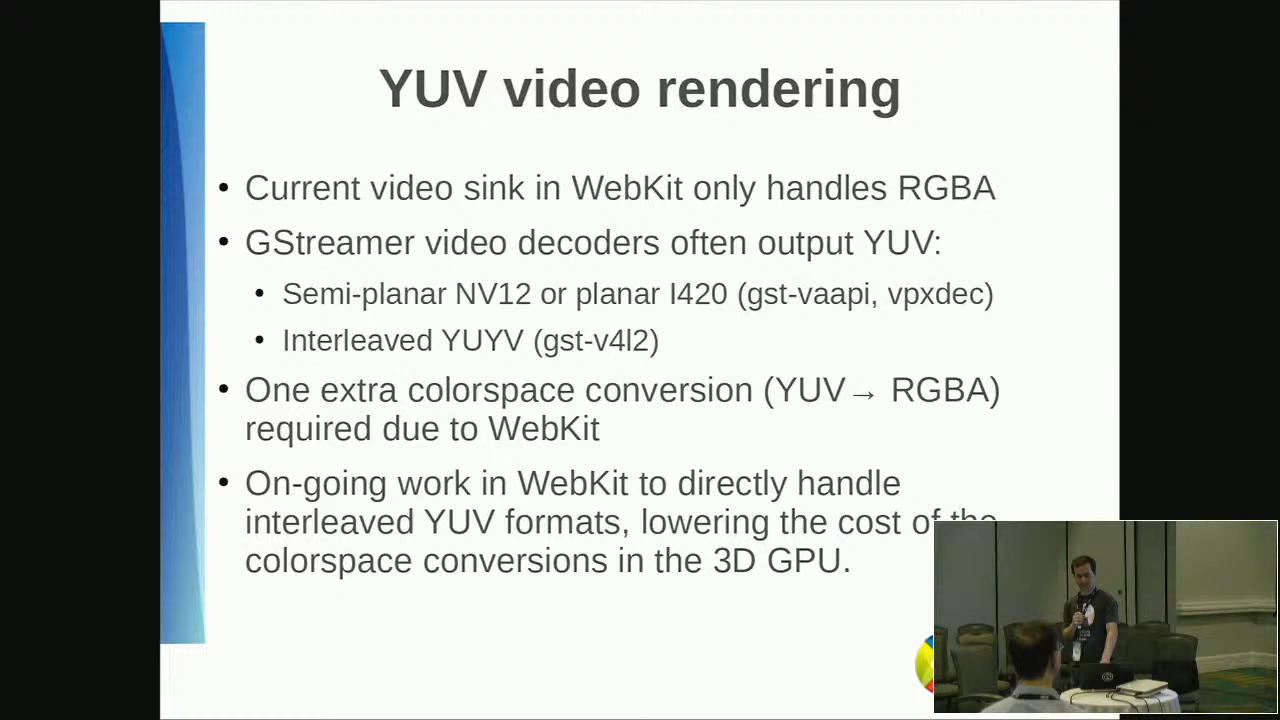 YUV video rendering
• Current video sink in WebKit only handles RGBA
• GStreamer video decoders often output YUV:
• Semi-planar NV12 or planar I420 (gst-vaapi, vpxdec)
• Interleaved YUYV (gst-v4l2)
• One extra colorspace conversion (YUV→ RGBA)
required due to WebKit
• On-going work in WebKit to directly handle
interleaved YUV formats, lowering the cost of the
colorspace conversions in the 3D GPU.